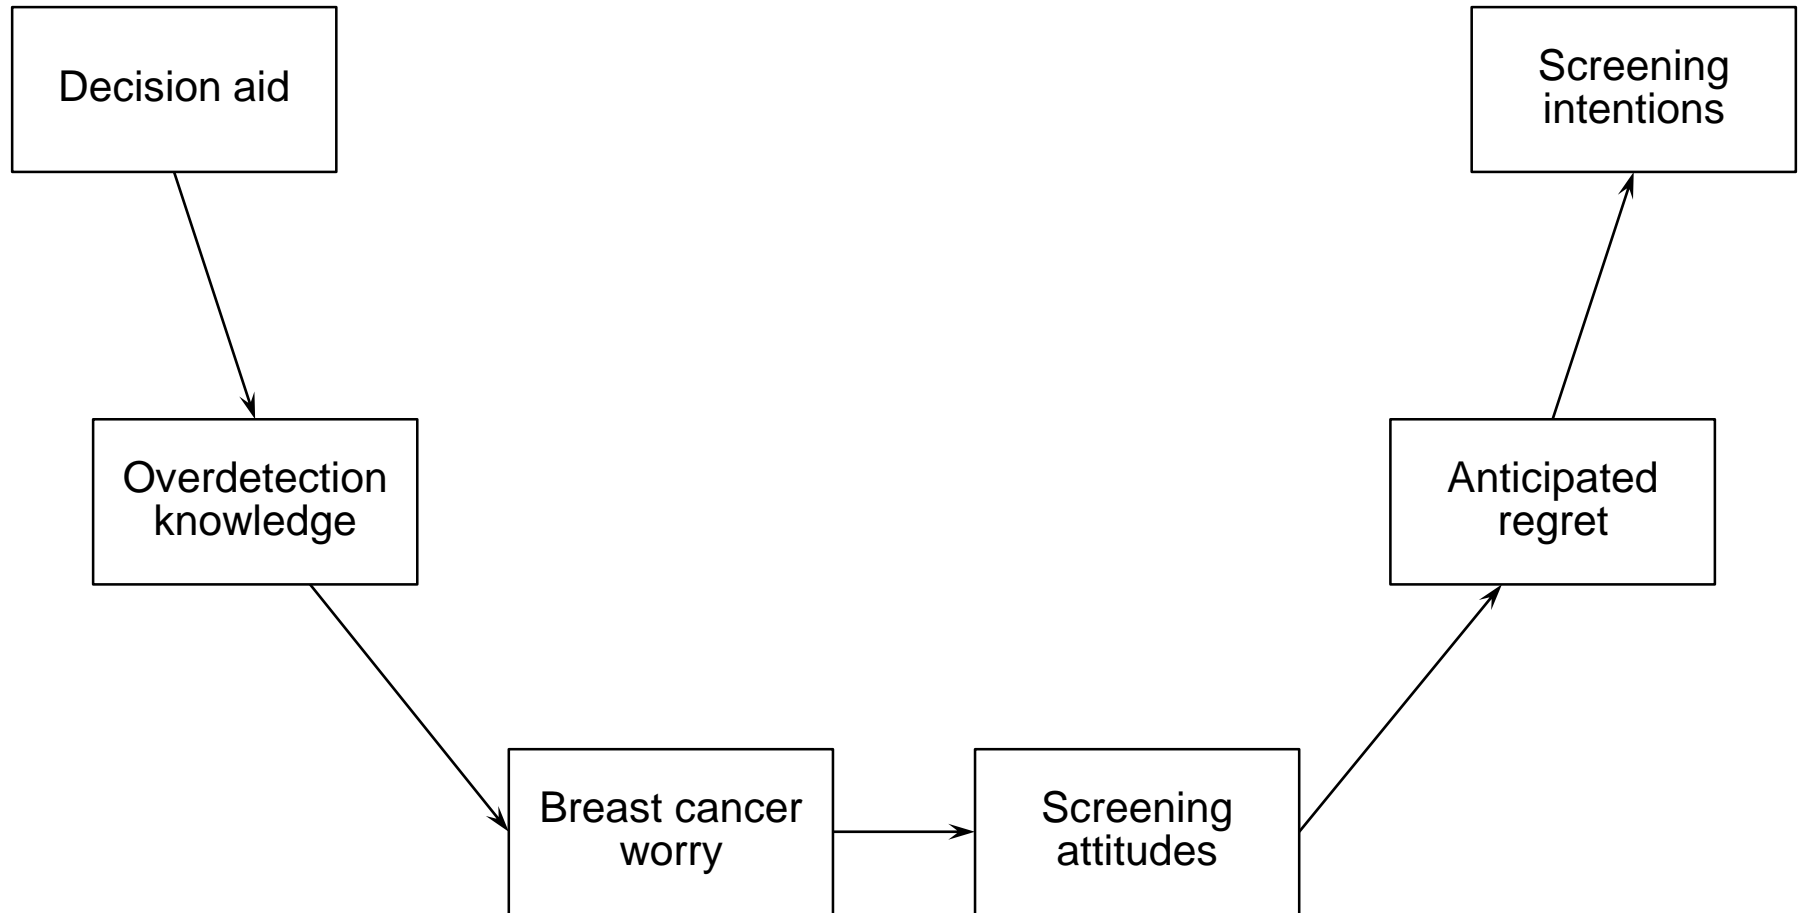 Decision aid
Screening
intentions
Overdetection
knowledge
Anticipated
regret
Breast cancer
worry
Screening
attitudes